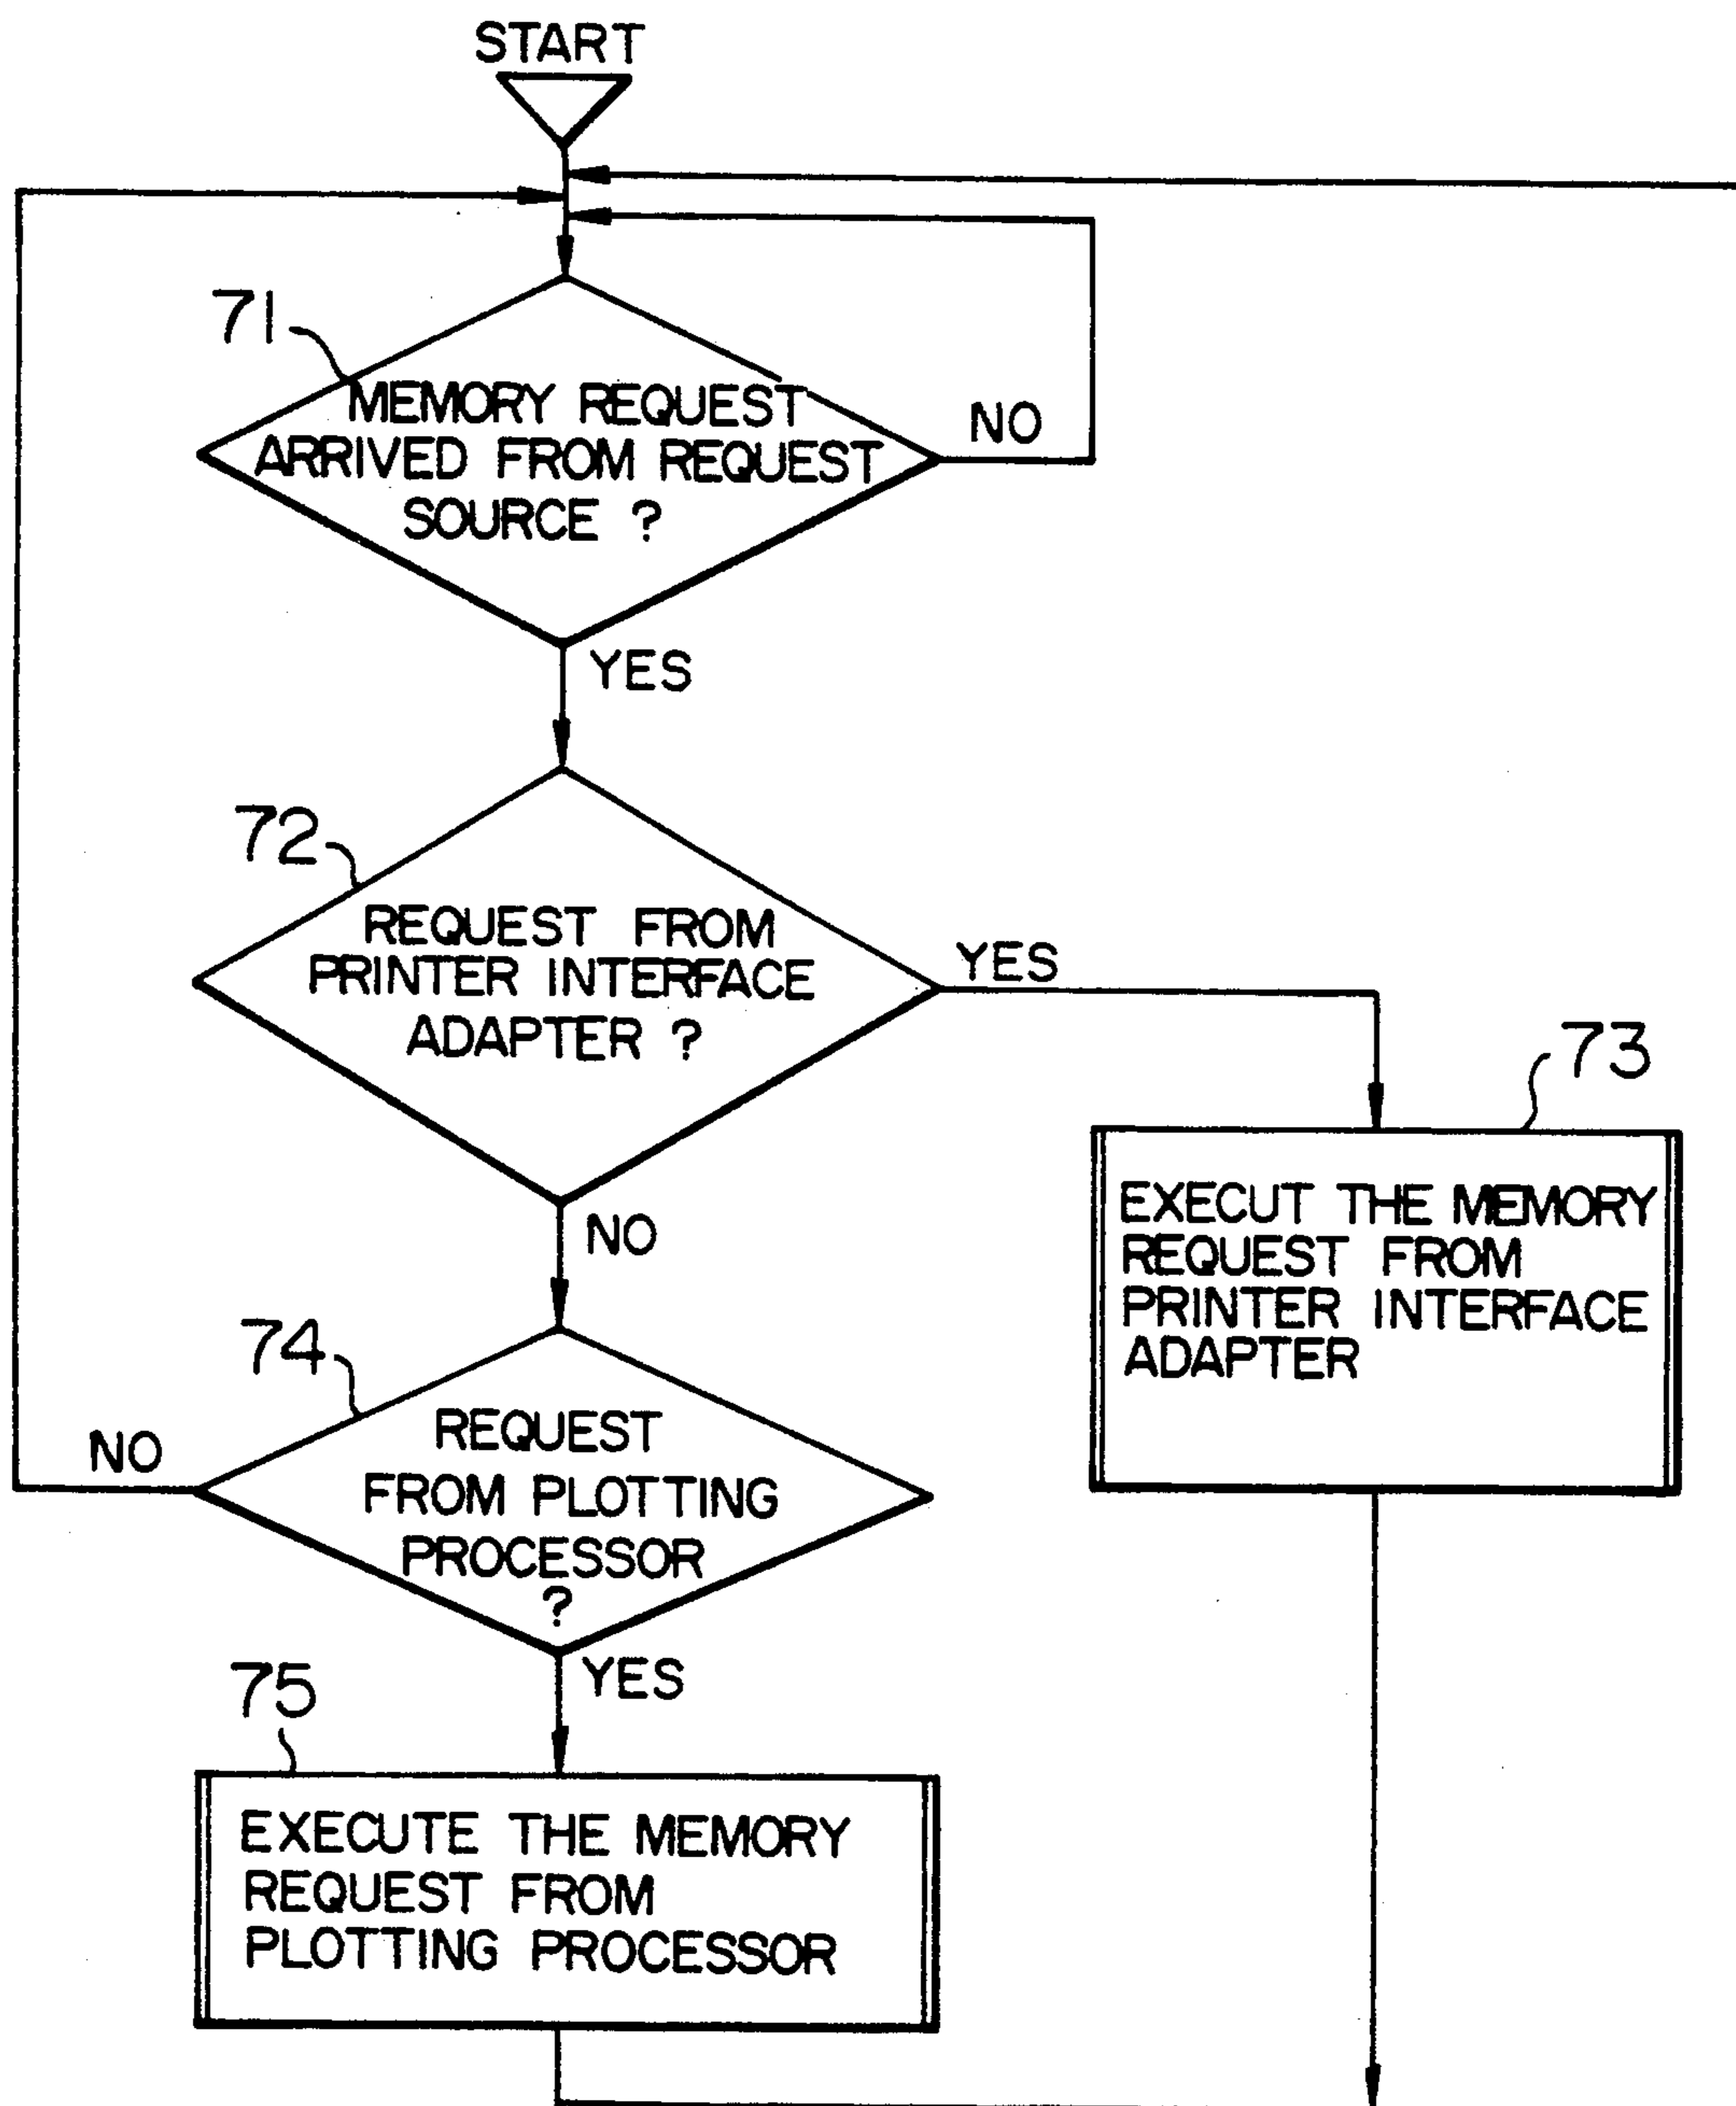 START
71
MEMORY REQUEST
ARRIVED FROM REQUEST
SOURCE ?
NO
YES
72
REQUEST FROM
PRINTER INTERFACE
ADAPTER ?
YES
NO
73
EXECUT THE MEMORY
REQUEST FROM
PRINTER INTERFACE
ADAPTER
74
REQUEST
FROM PLOTTING
PROCESSOR
?
NO
YES
75
EXECUTE THE MEMORY
REQUEST FROM
PLOTTING PROCESSOR